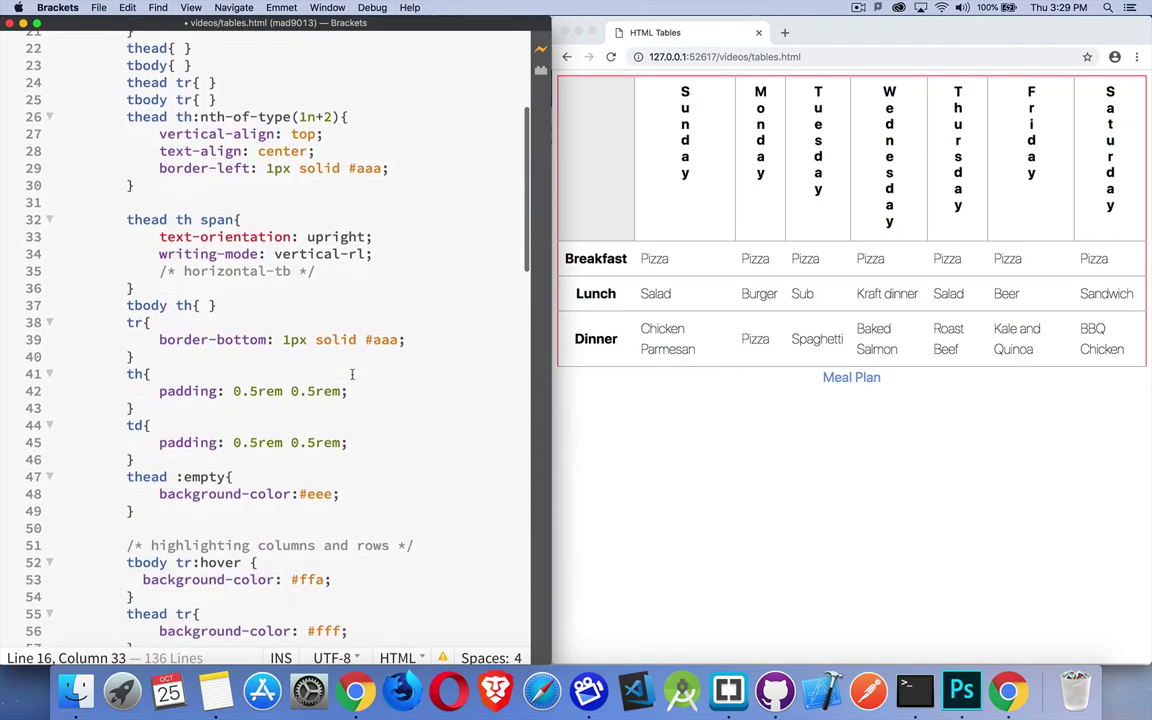 Brackets File Edit Find View Navigate Emmet Window Debug Help
100% Thu 3:29 PM
• videos/tables.html (mad9013) — Brackets
21 }
22 thead{ }
23 tbody{ }
24 thead tr{ }
25 tbody tr{ }
26 thead th:nth-of-type(1n+2){
27 vertical-align: top;
28 text-align: center;
29 border-left: 1px solid #aaa;
30 }
31
32 thead th span{
33 text-orientation: upright;
34 writing-mode: vertical-rl;
35 /* horizontal-tb */
36 }
37 tbody th{ }
38 tr{
39 border-bottom: 1px solid #aaa;
40 }
41 th{
42 padding: 0.5rem 0.5rem;
43 }
44 td{
45 padding: 0.5rem 0.5rem;
46 }
47 thead :empty{
48 background-color:#eee;
49 }
50
51 /* highlighting columns and rows */
52 tbody tr:hover {
53 background-color: #ffa;
54 }
55 thead tr{
56 background-color: #fff;
Line 16, Column 33 — 136 Lines INS UTF-8 HTML Spaces: 4
HTML Tables
127.0.0.1:52617/videos/tables.html
Sunday Monday Tuesday Wednesday Thursday Friday Saturday
Breakfast Pizza Pizza Pizza Pizza Pizza Pizza Pizza
Lunch Salad Burger Sub Kraft dinner Salad Beer Sandwich
Dinner Chicken Parmesan Pizza Spaghetti Baked Salmon Roast Beef Kale and Quinoa BBQ Chicken
Meal Plan
OCT
25
Ps